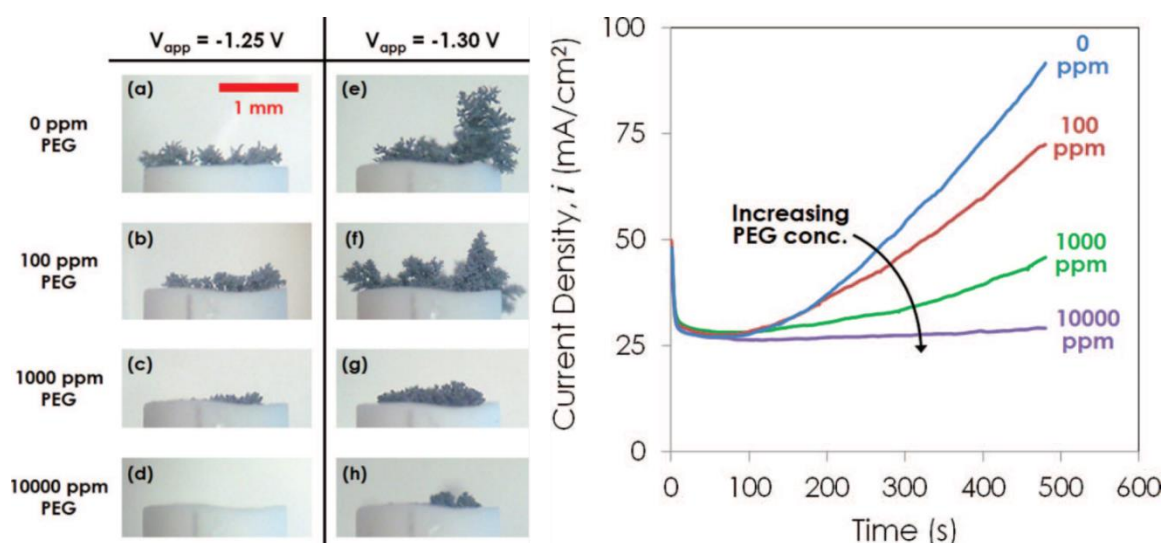 V_app = -1.25 V
V_app = -1.30 V
0 ppm
PEG
(a)
1 mm
(e)
100 ppm
PEG
(b)
(f)
1000 ppm
PEG
(c)
(g)
10000 ppm
PEG
(d)
(h)
Current Density, i (mA/cm²)
100
75
50
25
0
0
100
200
300
400
500
600
Time (s)
0
ppm
100
ppm
1000
ppm
10000
ppm
Increasing
PEG conc.